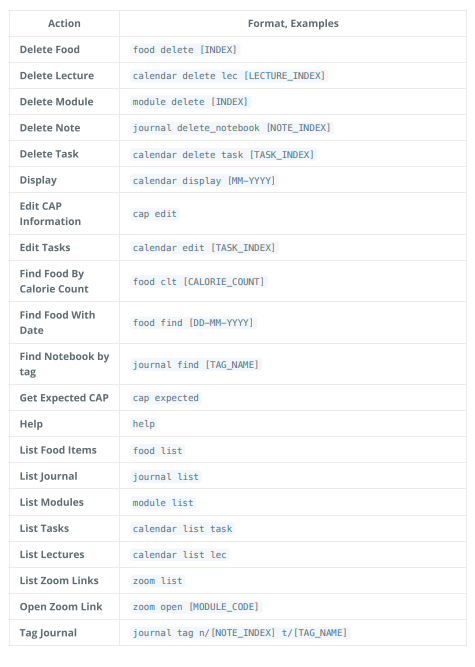 Action Format, Examples
Delete Food food delete [INDEX]
Delete Lecture calendar delete lec [LECTURE_INDEX]
Delete Module module delete [INDEX]
Delete Note journal delete_notebook [NOTE_INDEX]
Delete Task calendar delete task [TASK_INDEX]
Display calendar display [MM-YYYY]
Edit CAP
Information cap edit
Edit Tasks calendar edit [TASK_INDEX]
Find Food By
Calorie Count food clt [CALORIE_COUNT]
Find Food With
Date food find [DD-MM-YYYY]
Find Notebook by
tag journal find [TAG_NAME]
Get Expected CAP cap expected
Help help
List Food Items food list
List Journal journal list
List Modules module list
List Tasks calendar list task
List Lectures calendar list lec
List Zoom Links zoom list
Open Zoom Link zoom open [MODULE_CODE]
Tag Journal journal tag n/[NOTE_INDEX] t/[TAG_NAME]